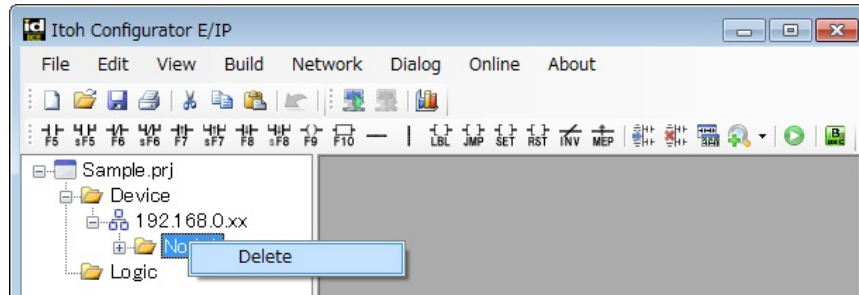 Itoh Configurator E/IP
File Edit View Build Network Dialog Online About
F5 sF5 F6 sF6 F7 sF7 F8 sF8 F9 F10 LBL JMP SET RST INV MEP
Sample.prj
Device
192.168.0.xx
Delete
Logic